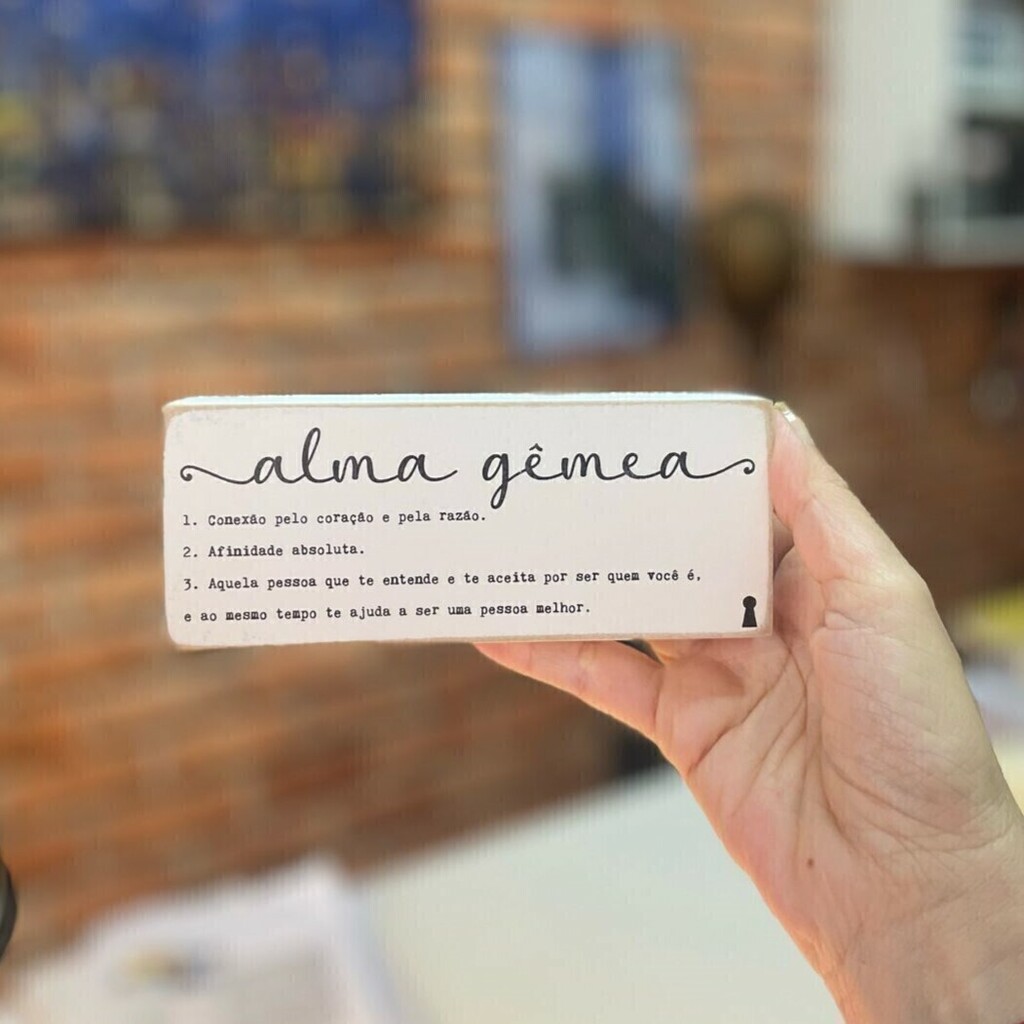 alma gêmea
1. Conexão pelo coração e pela razão.
2. Afinidade absoluta.
3. Aquela pessoa que te entende e te aceita por ser quem você é,
e ao mesmo tempo te ajuda a ser uma pessoa melhor.